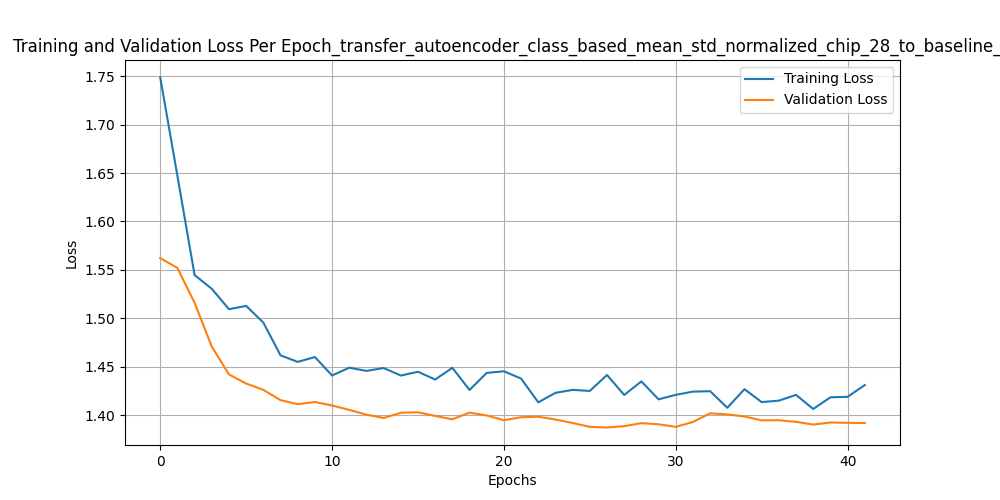 Training and Validation Loss Per Epoch_transfer_autoencoder_class_based_mean_std_normalized_chip_28_to_baseline_
Training Loss
Validation Loss
1.75
1.70
1.65
1.60
1.55
1.50
1.45
1.40
Loss
0 10 20 30 40
Epochs